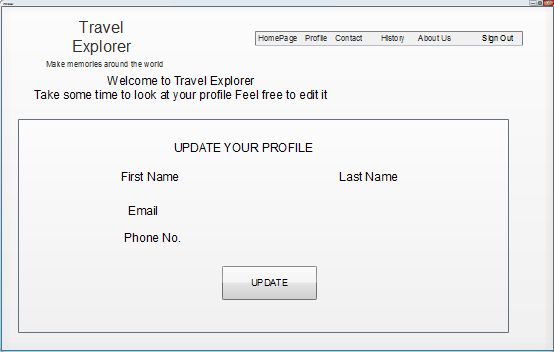 Travel
Explorer
Make memories around the world
HomePage Profile Contact History About Us Sign Out
Welcome to Travel Explorer
Take some time to look at your profile Feel free to edit it
UPDATE YOUR PROFILE
First Name Last Name
Email
Phone No.
UPDATE